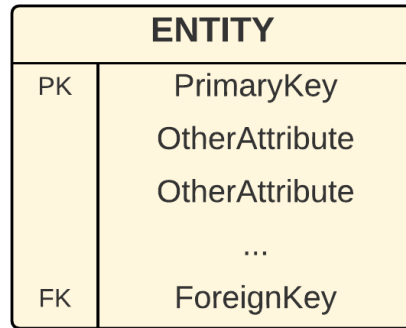 ENTITY
PK PrimaryKey
OtherAttribute
OtherAttribute
...
FK ForeignKey